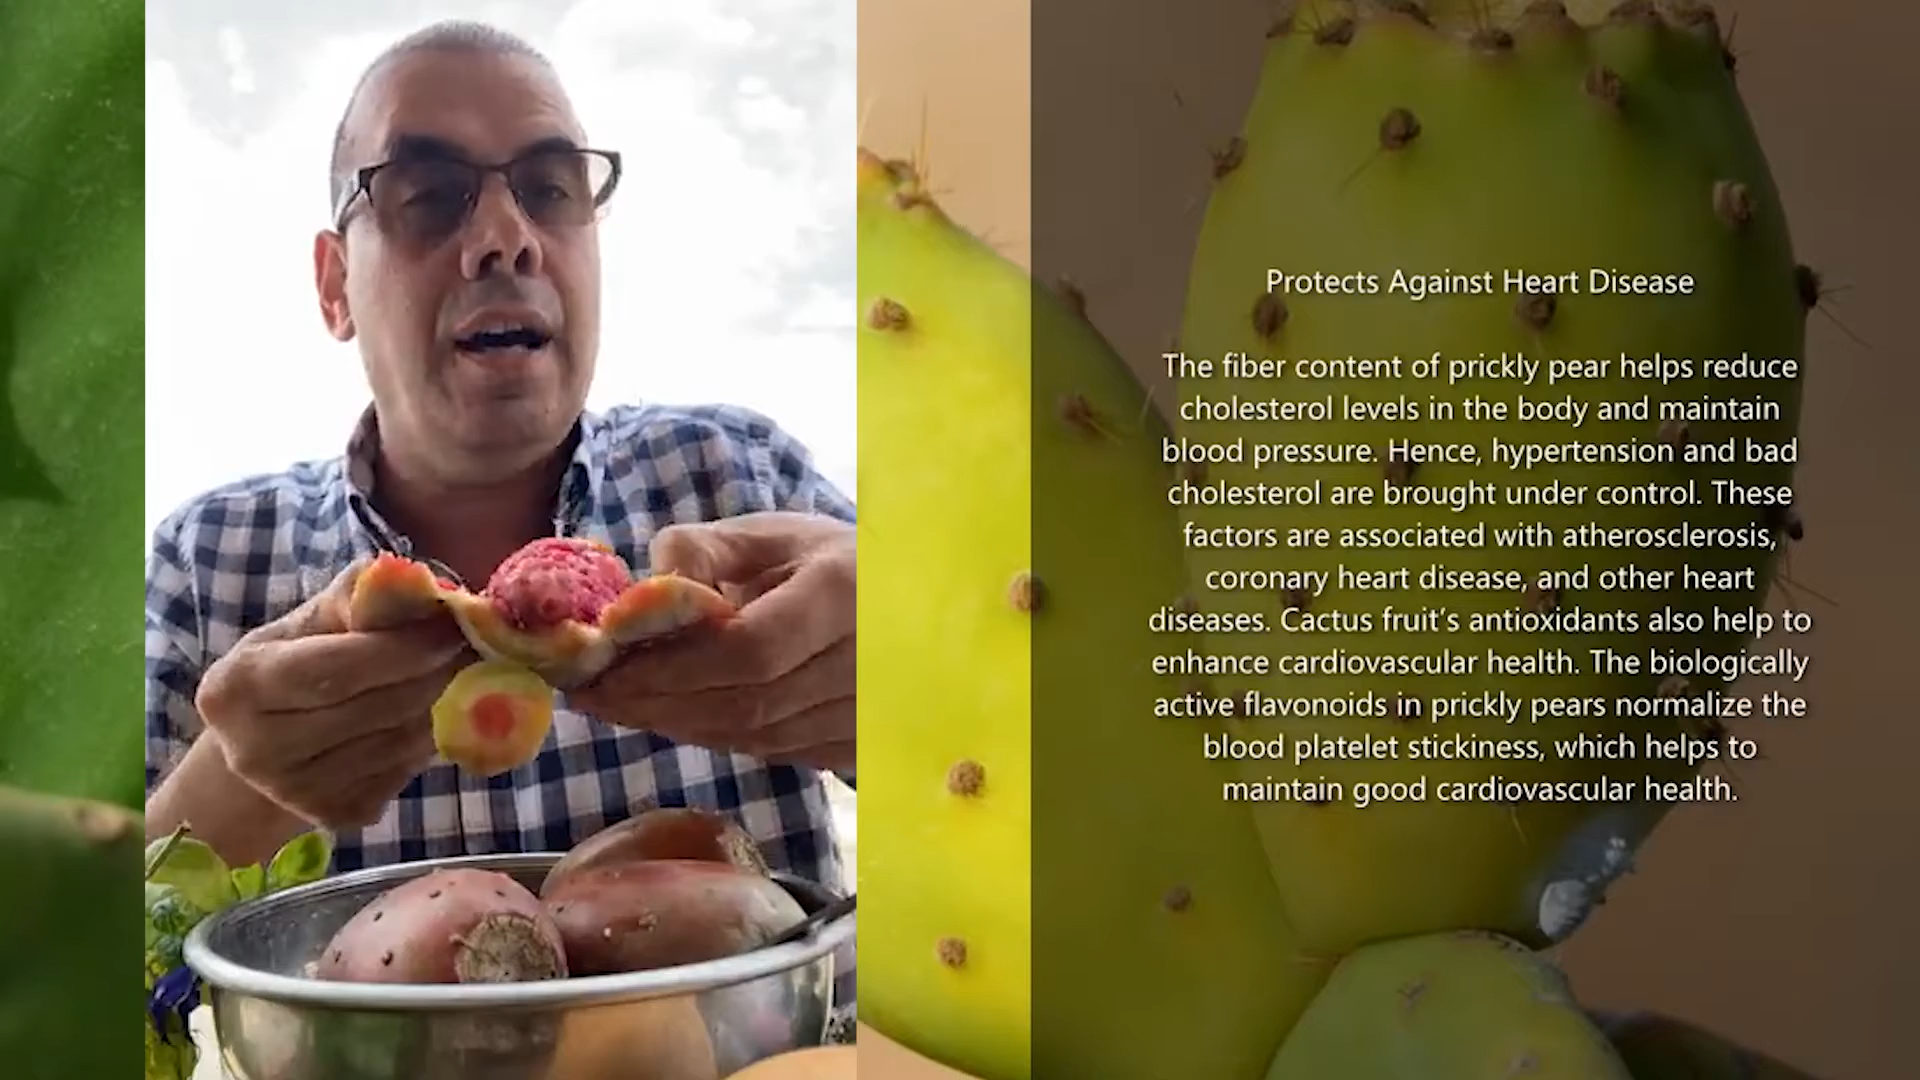 Protects Against Heart Disease
The fiber content of prickly pear helps reduce
cholesterol levels in the body and maintain
blood pressure. Hence, hypertension and bad
cholesterol are brought under control. These
factors are associated with atherosclerosis,
coronary heart disease, and other heart
diseases. Cactus fruit’s antioxidants also help to
enhance cardiovascular health. The biologically
active flavonoids in prickly pears normalize the
blood platelet stickiness, which helps to
maintain good cardiovascular health.